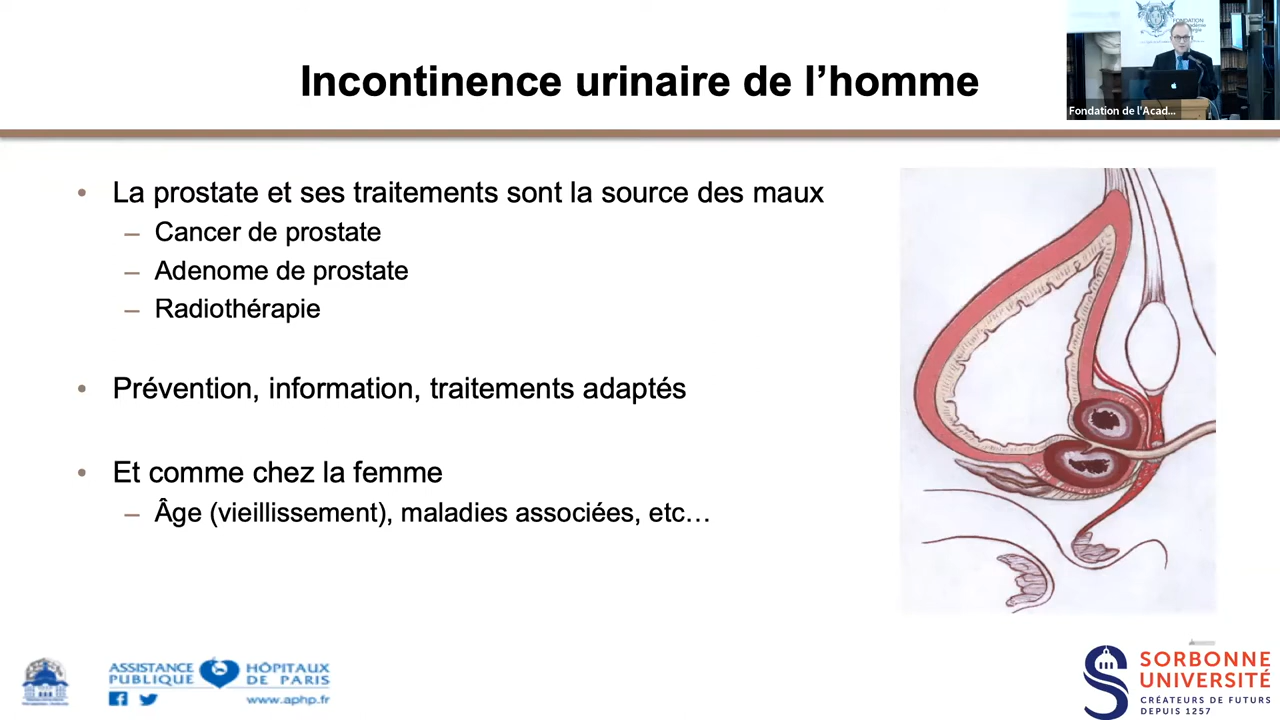 Incontinence urinaire de l’homme
Fondation de l'Acad...
• La prostate et ses traitements sont la source des maux
– Cancer de prostate
– Adenome de prostate
– Radiothérapie
• Prévention, information, traitements adaptés
• Et comme chez la femme
– Âge (vieillissement), maladies associées, etc…
ASSISTANCE PUBLIQUE
HÔPITAUX DE PARIS
www.aphp.fr
SORBONNE
UNIVERSITÉ
CRÉATEURS DE FUTURS
DEPUIS 1257